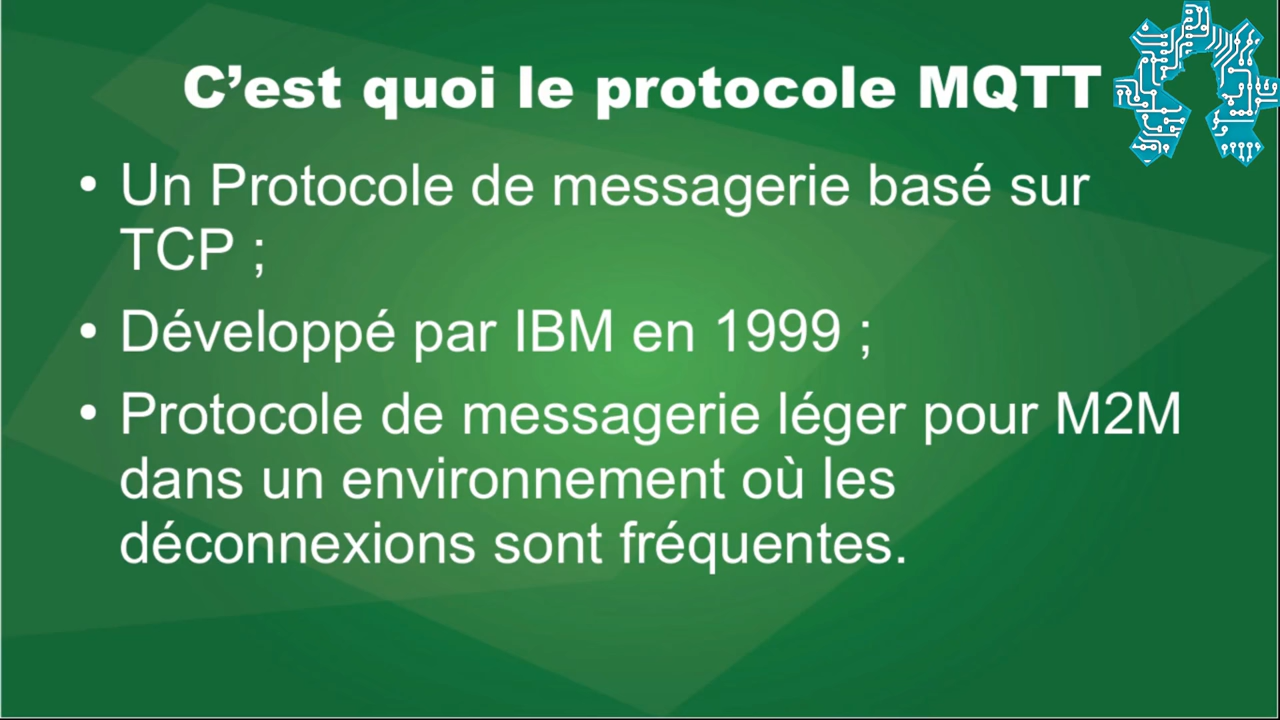 C’est quoi le protocole MQTT
• Un Protocole de messagerie basé sur
TCP ;
• Développé par IBM en 1999 ;
• Protocole de messagerie léger pour M2M
dans un environnement où les
déconnexions sont fréquentes.